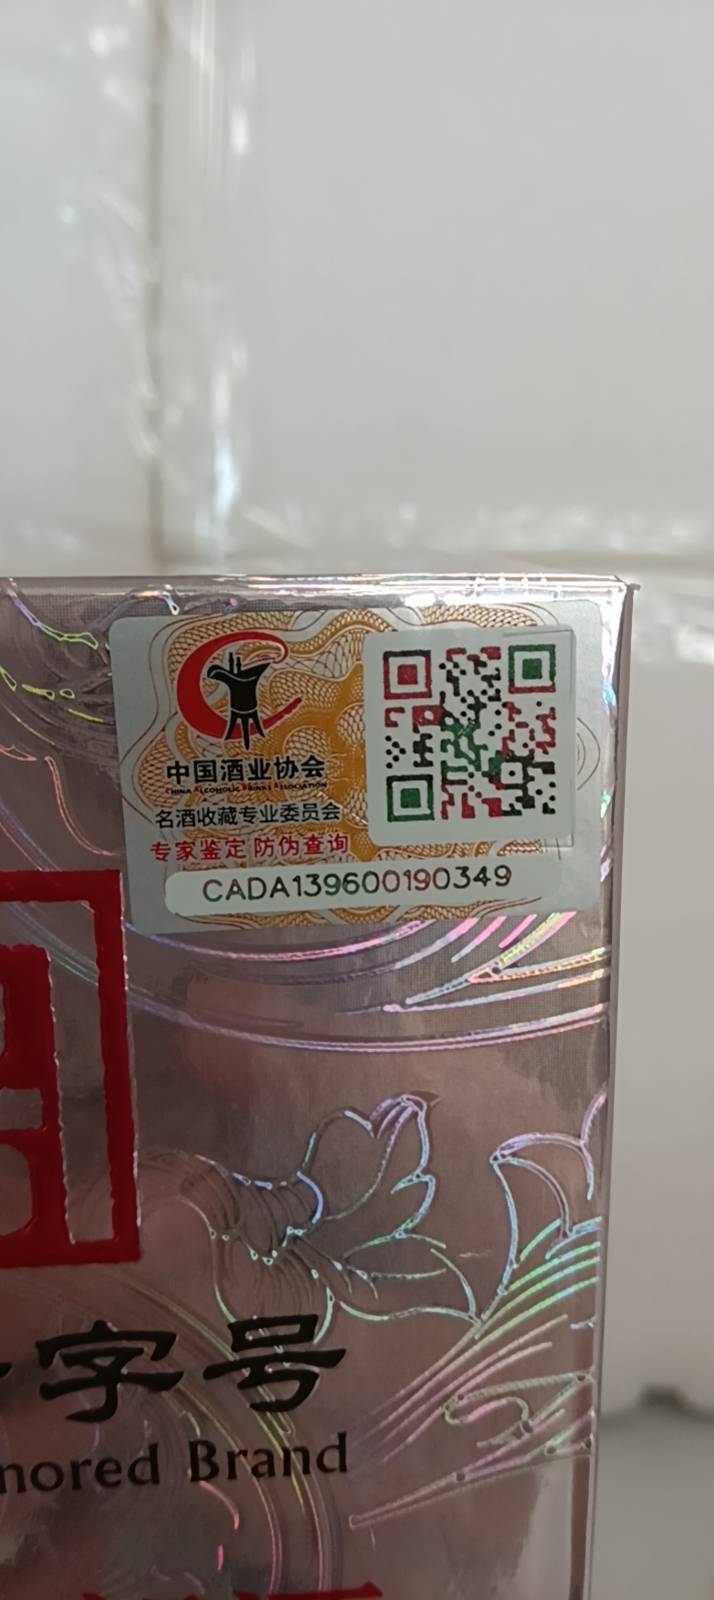 中国酒业协会
CHINA ALCOHOLIC DRINKS ASSOCIATION
名酒收藏专业委员会
专家鉴定 防伪查询
CADA139600190349
字号
nored Brand